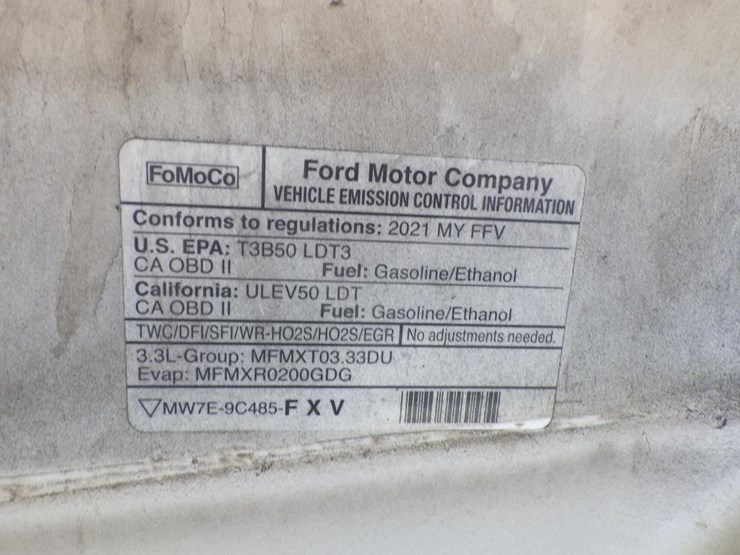 FoMoCo
Ford Motor Company
VEHICLE EMISSION CONTROL INFORMATION
Conforms to regulations: 2021 MY FFV
U.S. EPA: T3B50 LDT3
CA OBD II Fuel: Gasoline/Ethanol
California: ULEV50 LDT
CA OBD II Fuel: Gasoline/Ethanol
TWC/DFI/SFI/WR-HO2S/HO2S/EGR No adjustments needed.
3.3L-Group: MFMXT03.33DU
Evap: MFMXR0200GDG
▽MW7E-9C485-F X V